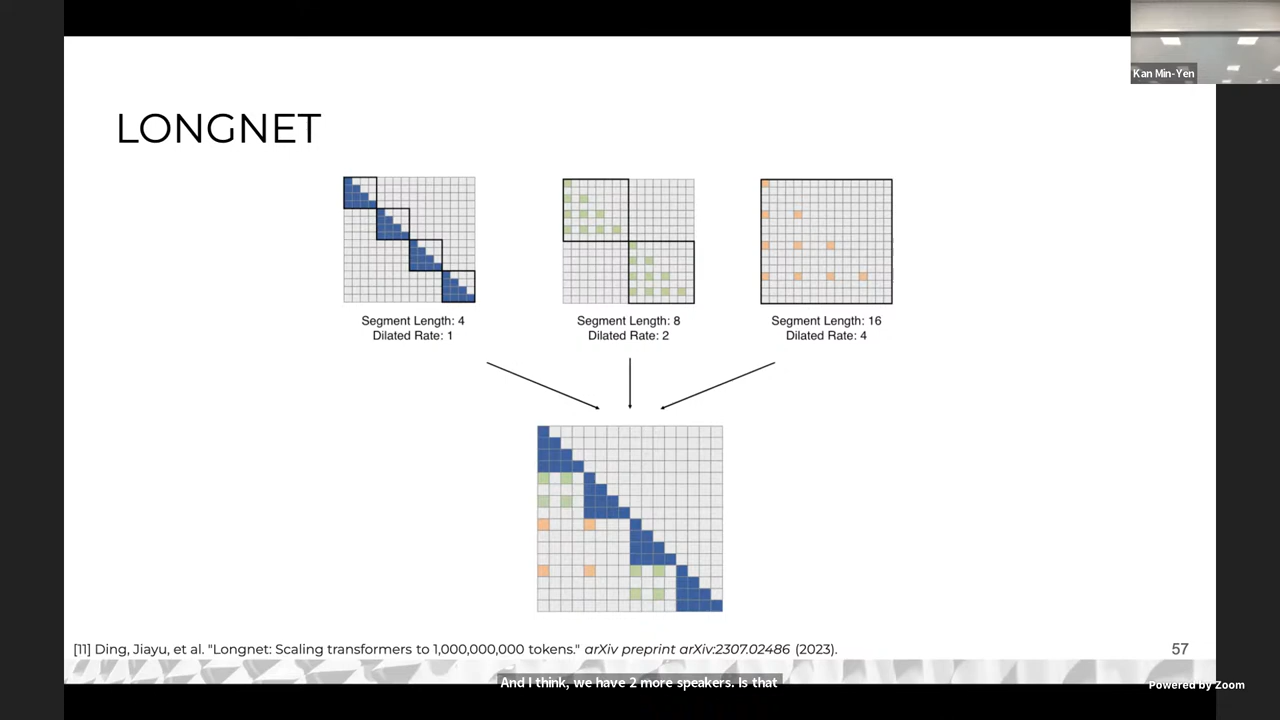 Kan Min-Yen
LONGNET
Segment Length: 4
Dilated Rate: 1
Segment Length: 8
Dilated Rate: 2
Segment Length: 16
Dilated Rate: 4
[11] Ding, Jiayu, et al. "Longnet: Scaling transformers to 1,000,000,000 tokens." arXiv preprint arXiv:2307.02486 (2023).
57
And I think, we have 2 more speakers. Is that
Powered by Zoom